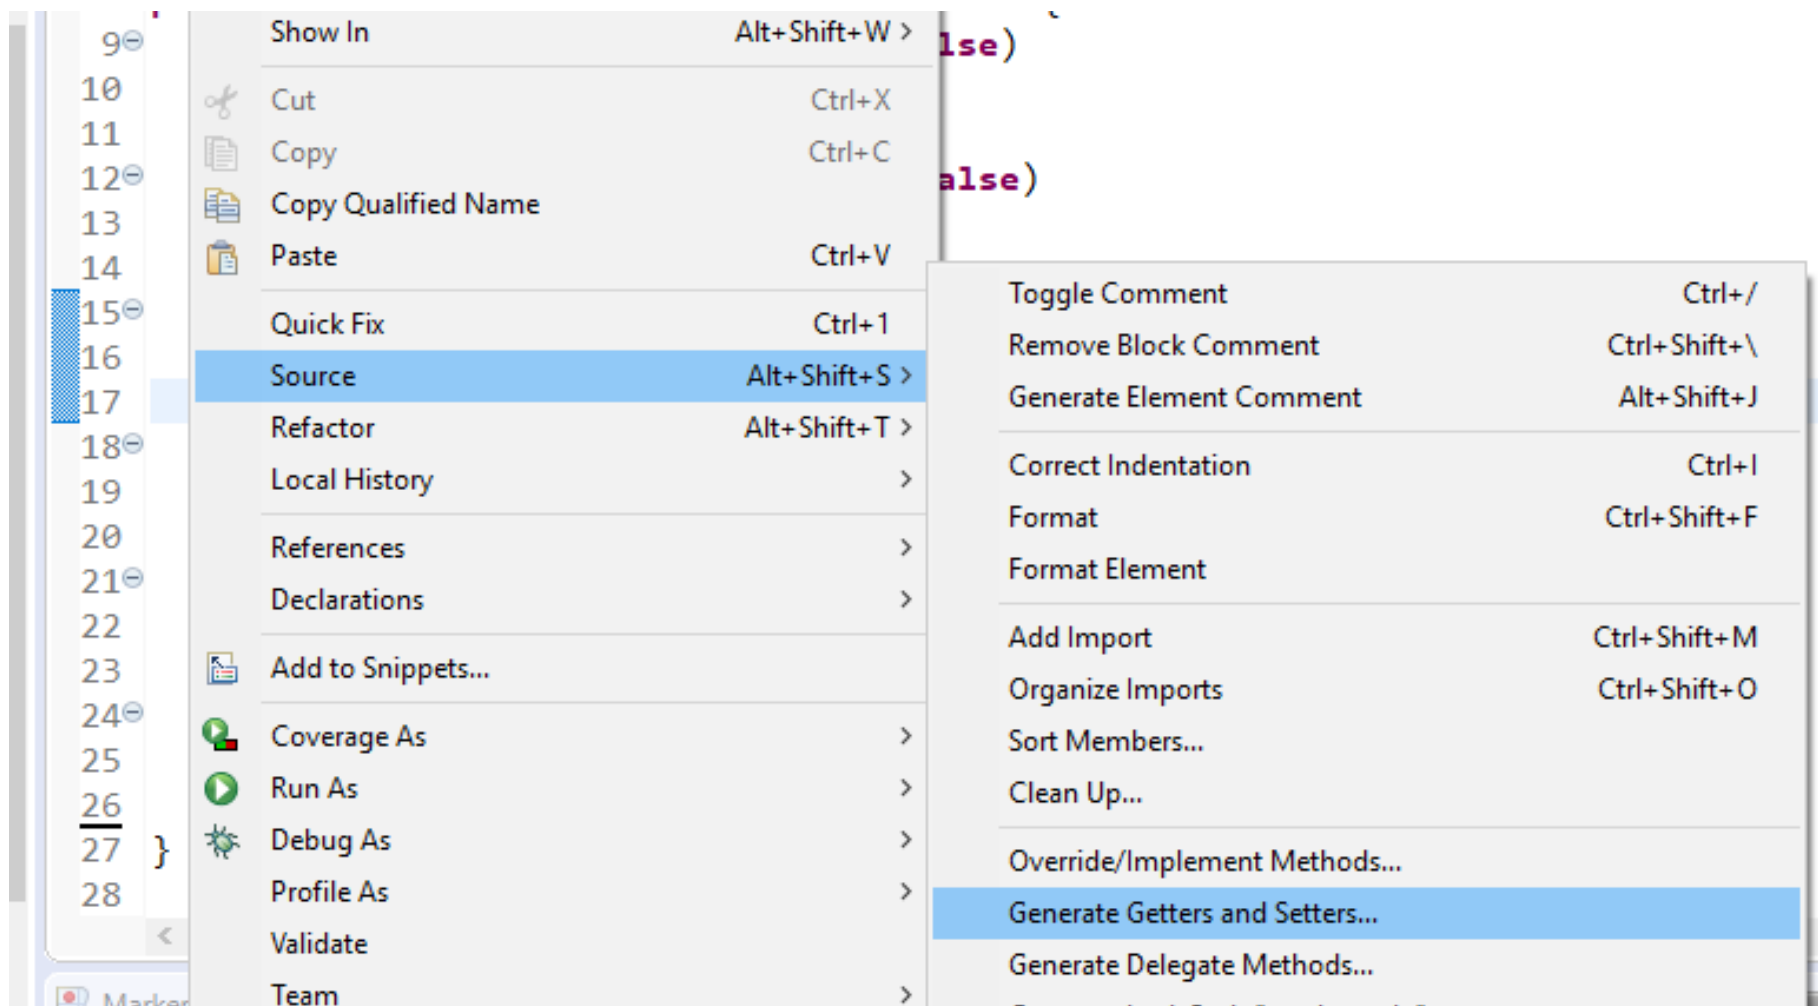 9
lse)
10
11
12
alse)
13
14
15
16
17
18
19
20
21
22
23
24
25
26
27 }
28
Show In Alt+Shift+W >
Cut Ctrl+X
Copy Ctrl+C
Copy Qualified Name
Paste Ctrl+V
Quick Fix Ctrl+1
Source Alt+Shift+S >
Refactor Alt+Shift+T >
Local History >
References >
Declarations >
Add to Snippets...
Coverage As >
Run As >
Debug As >
Profile As >
Validate
Team >
Toggle Comment Ctrl+/
Remove Block Comment Ctrl+Shift+\
Generate Element Comment Alt+Shift+J
Correct Indentation Ctrl+I
Format Ctrl+Shift+F
Format Element
Add Import Ctrl+Shift+M
Organize Imports Ctrl+Shift+O
Sort Members...
Clean Up...
Override/Implement Methods...
Generate Getters and Setters...
Generate Delegate Methods...
Marker